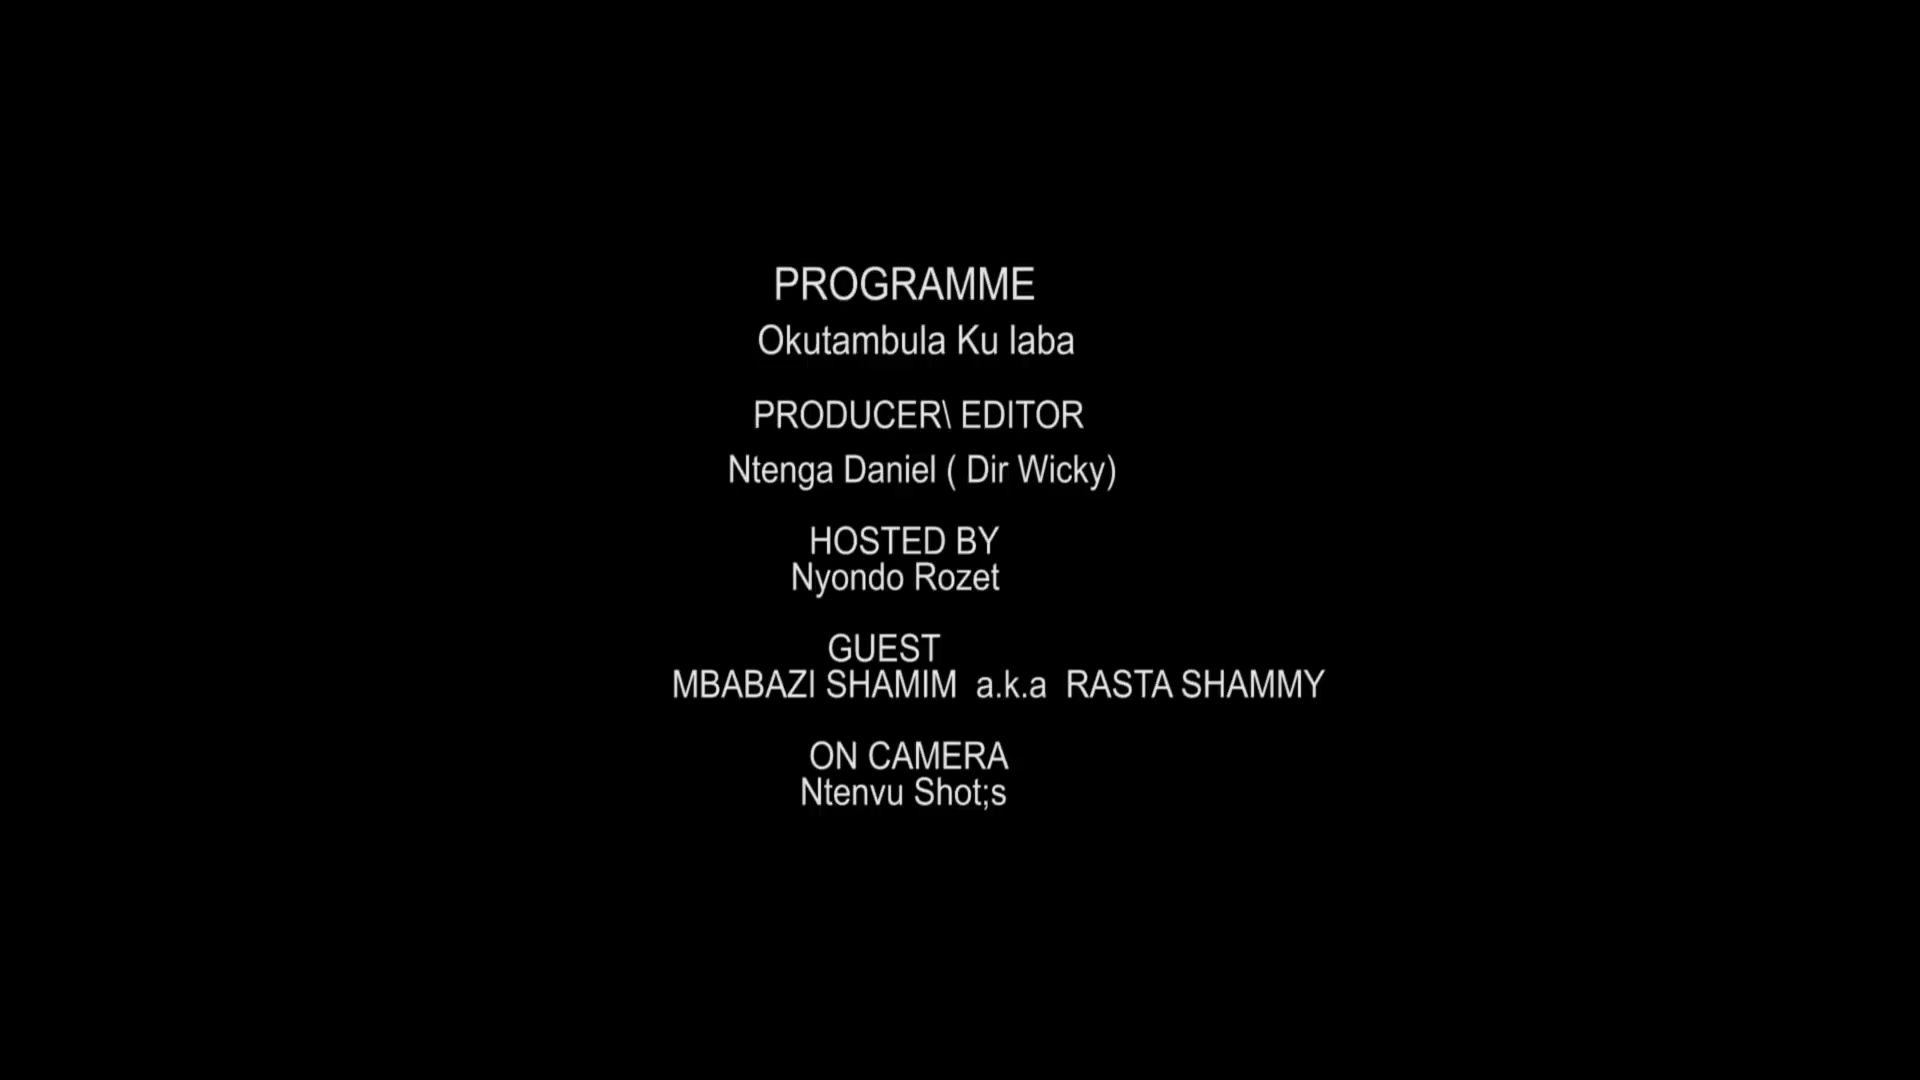 PROGRAMME
Okutambula Ku laba
PRODUCER\ EDITOR
Ntenga Daniel ( Dir Wicky)
HOSTED BY
Nyondo Rozet
GUEST
MBABAZI SHAMIM  a.k.a  RASTA SHAMMY
ON CAMERA
Ntenvu Shot;s